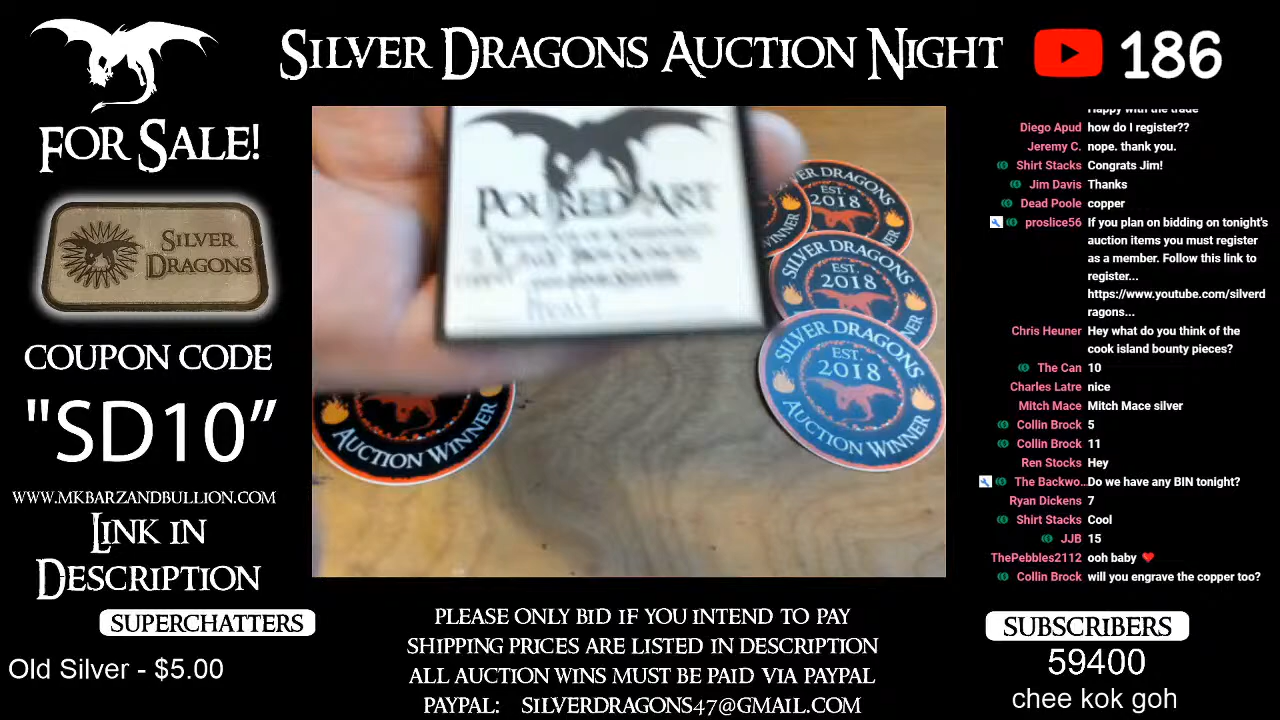 Silver Dragons Auction Night
186
for Sale!
Silver
Dragons
Coupon Code
"SD10"
www.mkbarzandbullion.com
Link in
Description
Superchatters
Old Silver - $5.00
Poured Art
Silver Dragons
Est.
2018
Silver Dragons
Est.
2018
Silver Dragons
Est.
2018
Auction Winner
Auction Winner
Happy with the trade
Diego Apud how do I register??
Jeremy C. nope. thank you.
Shirt Stacks Congrats Jim!
Jim Davis Thanks
Dead Poole copper
proslice56 If you plan on bidding on tonight's
auction items you must register
as a member. Follow this link to
register...
https://www.youtube.com/silverd
ragons...
Chris Heuner Hey what do you think of the
cook island bounty pieces?
The Can 10
Charles Latre nice
Mitch Mace Mitch Mace silver
Collin Brock 5
Collin Brock 11
Ren Stocks Hey
The Backwo... Do we have any BIN tonight?
Ryan Dickens 7
Shirt Stacks Cool
JJB 15
ThePebbles2112 ooh baby ❤️
Collin Brock will you engrave the copper too?
Please only bid if you intend to pay
Shipping prices are listed in description
All auction wins must be paid via PayPal
PayPal: silverdragons47@gmail.com
Subscribers
59400
chee kok goh